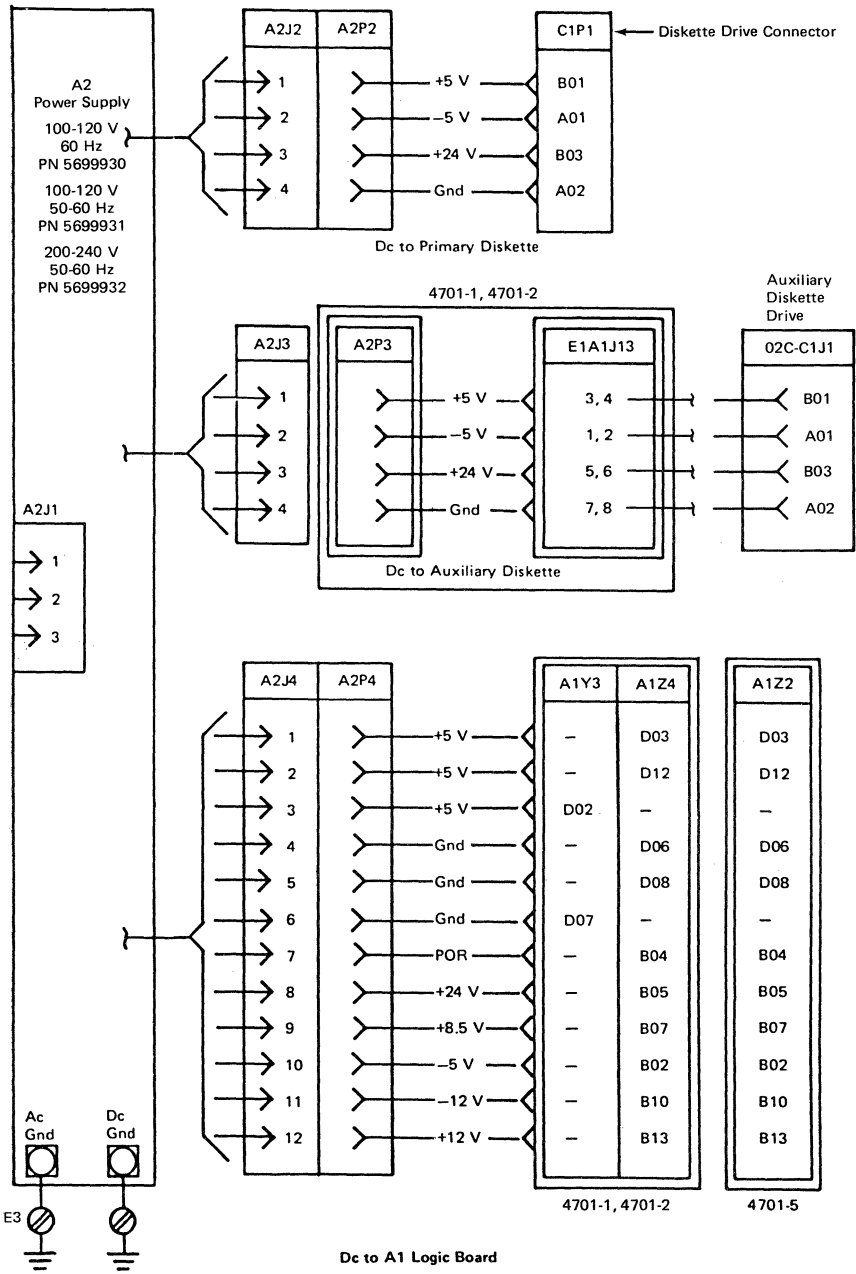 A2
Power Supply
100-120 V
60 Hz
PN 5699930
100-120 V
50-60 Hz
PN 5699931
200-240 V
50-60 Hz
PN 5699932
A2J2 A2P2 C1P1 Diskette Drive Connector
1 +5 V B01
2 −5 V A01
3 +24 V B03
4 Gnd A02
Dc to Primary Diskette
4701-1, 4701-2
Auxiliary
Diskette
Drive
A2J3 A2P3 E1A1J13 02C-C1J1
1 +5 V 3, 4 B01
2 −5 V 1, 2 A01
3 +24 V 5, 6 B03
4 Gnd 7, 8 A02
Dc to Auxiliary Diskette
A2J1
1
2
3
A2J4 A2P4 A1Y3 A1Z4 A1Z2
1 +5 V − D03 D03
2 +5 V − D12 D12
3 +5 V D02 − −
4 Gnd − D06 D06
5 Gnd − D08 D08
6 Gnd D07 − −
7 POR − B04 B04
8 +24 V − B05 B05
9 +8.5 V − B07 B07
10 −5 V − B02 B02
11 −12 V − B10 B10
12 +12 V − B13 B13
4701-1, 4701-2 4701-5
Ac
Gnd
Dc
Gnd
E3
Dc to A1 Logic Board